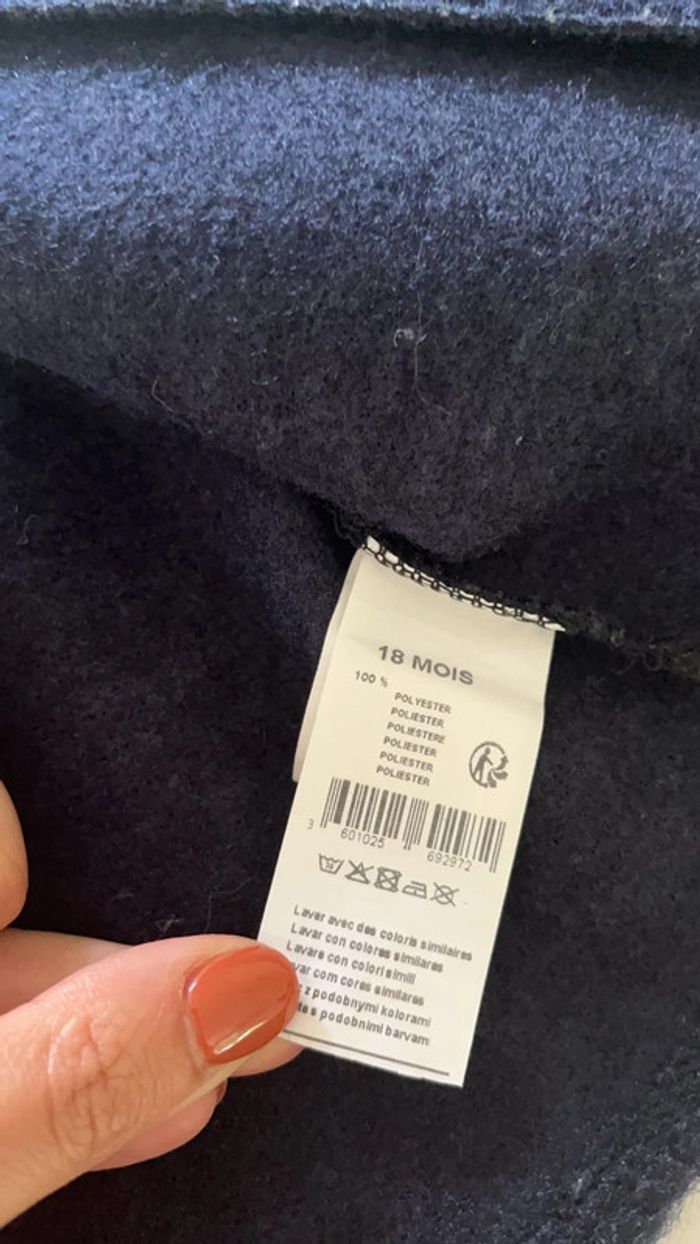 18 MOIS
100 %
POLYESTER
POLIESTER
POLIESTERE
POLIESTER
POLIESTER
POLIESTER
3 601025 692972
Laver avec des coloris similaires
Lavar con colores similares
Lavare con colori simili
com cores similares
z podobnymi kolorami
s podobnimi barvami